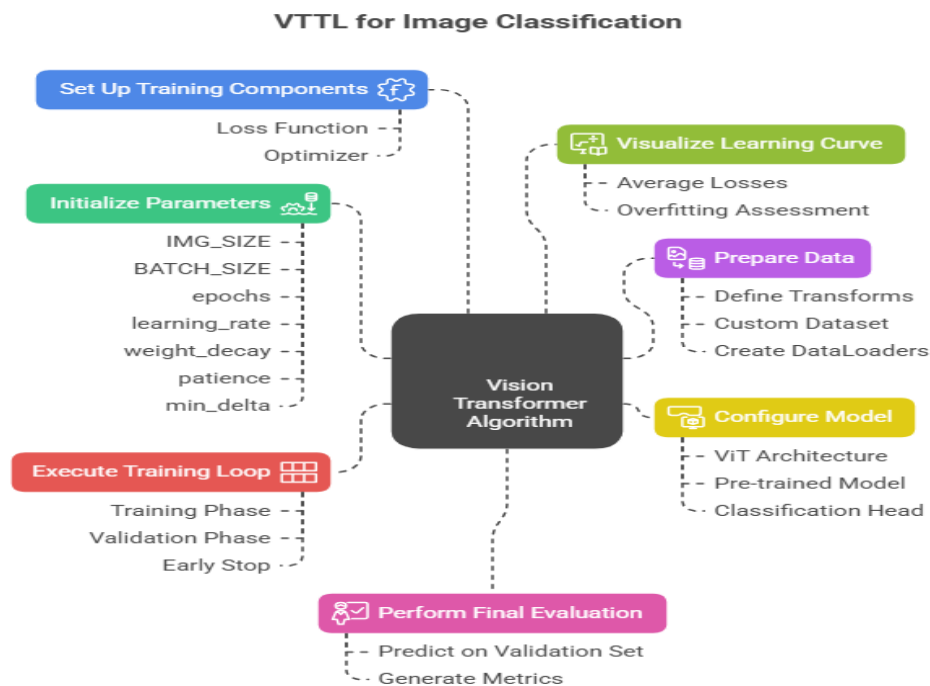 VTTL for Image Classification
Set Up Training Components
Loss Function
Optimizer
Initialize Parameters
IMG_SIZE
BATCH_SIZE
epochs
learning_rate
weight_decay
patience
min_delta
Execute Training Loop
Training Phase
Validation Phase
Early Stop
Vision
Transformer
Algorithm
Visualize Learning Curve
Average Losses
Overfitting Assessment
Prepare Data
Define Transforms
Custom Dataset
Create DataLoaders
Configure Model
ViT Architecture
Pre-trained Model
Classification Head
Perform Final Evaluation
Predict on Validation Set
Generate Metrics